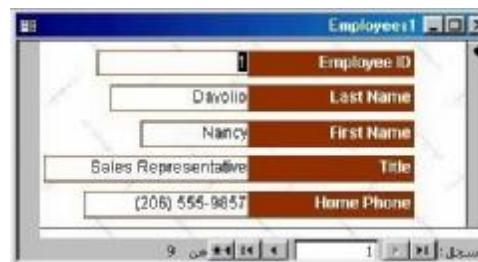 Employees1
Employee ID 1
Last Name Davolio
First Name Nancy
Title Sales Representative
Home Phone (206) 555-9857
سجل: 1 من 9